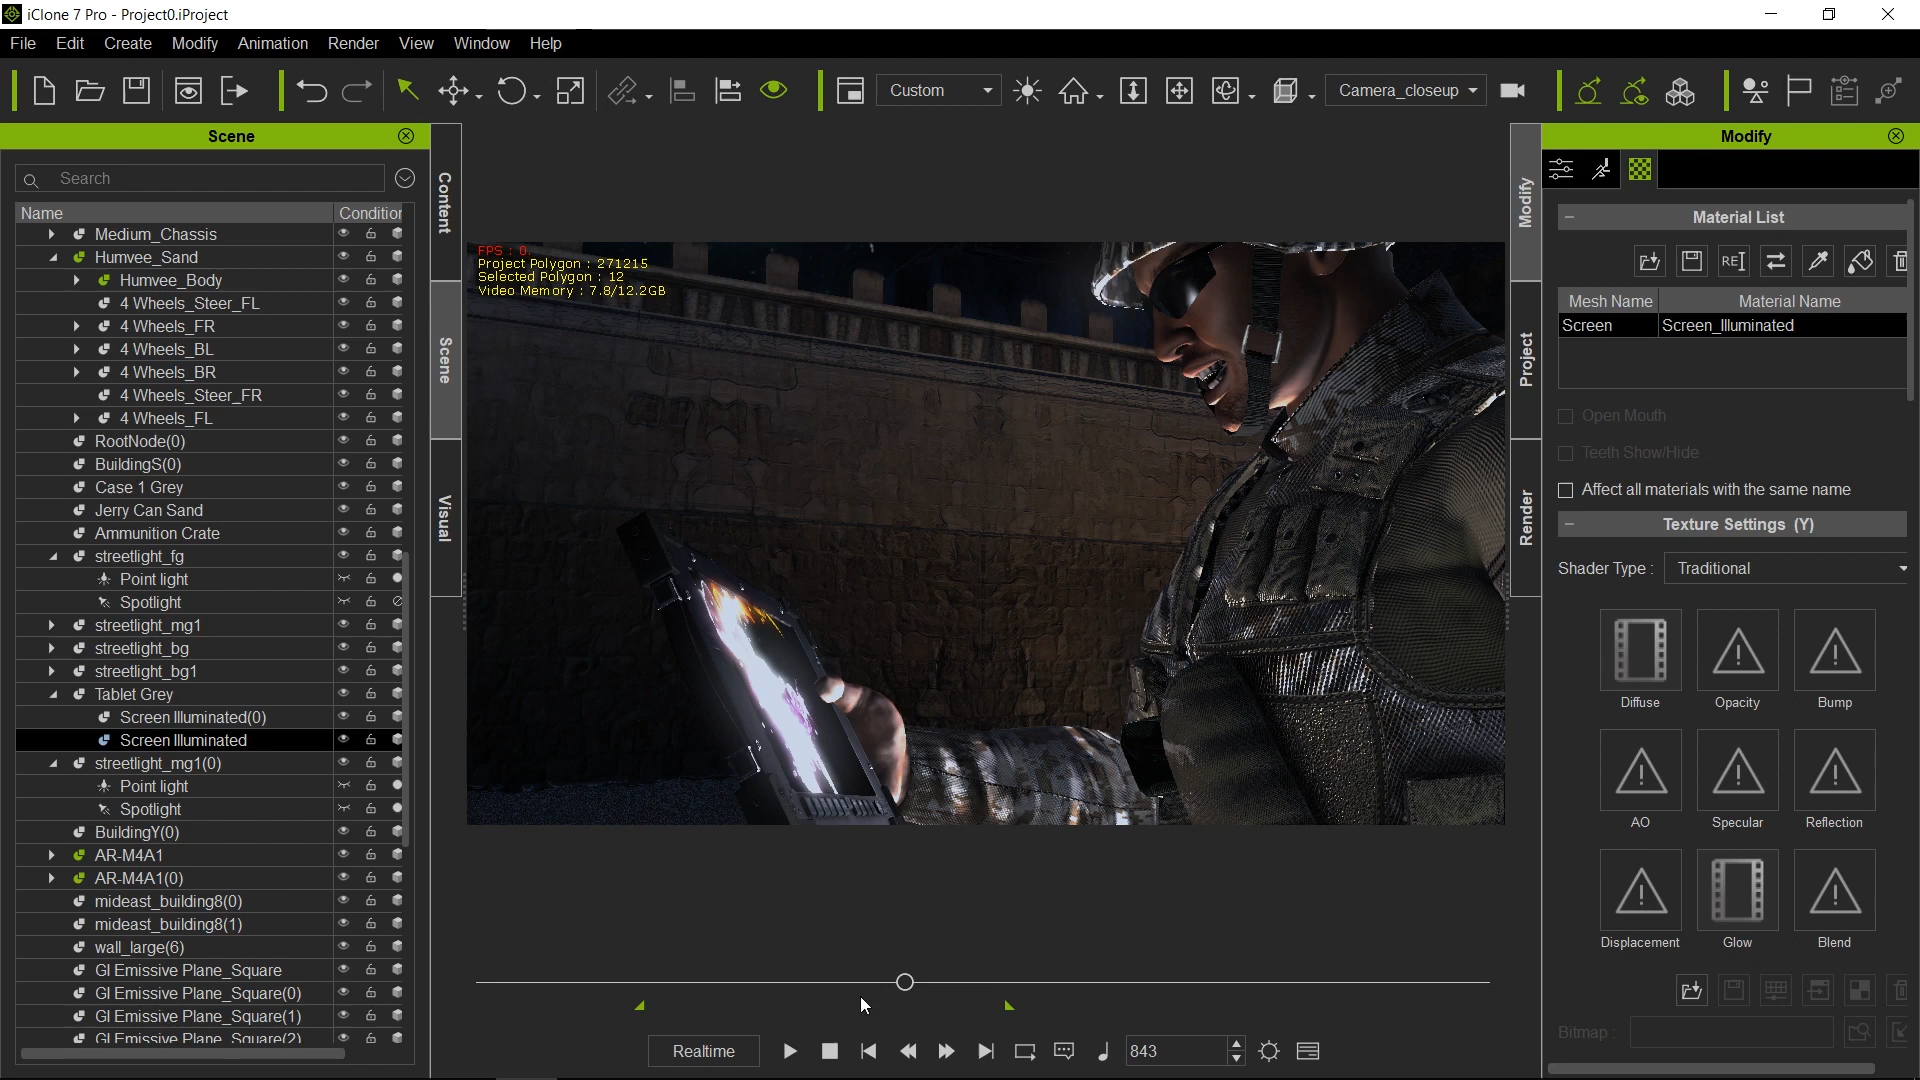 iClone 7 Pro - Project0.iProject
File Edit Create Modify Animation Render View Window Help
Custom
Camera_closeup
Scene
Search
Name Condition
Medium_Chassis
Humvee_Sand
Humvee_Body
4 Wheels_Steer_FL
4 Wheels_FR
4 Wheels_BL
4 Wheels_BR
4 Wheels_Steer_FR
4 Wheels_FL
RootNode(0)
BuildingS(0)
Case 1 Grey
Jerry Can Sand
Ammunition Crate
streetlight_fg
Point light
Spotlight
streetlight_mg1
streetlight_bg
streetlight_bg1
Tablet Grey
Screen Illuminated(0)
Screen Illuminated
streetlight_mg1(0)
Point light
Spotlight
BuildingY(0)
AR-M4A1
AR-M4A1(0)
mideast_building8(0)
mideast_building8(1)
wall_large(6)
GI Emissive Plane_Square
GI Emissive Plane_Square(0)
GI Emissive Plane_Square(1)
GI Emissive Plane_Square(2)
Content
Scene
Visual
FPS : 0.
Project Polygon : 271215
Selected Polygon : 12
Video Memory : 7.8/12.2GB
Realtime
843
Modify
Project
Render
Modify
Material List
REI
Mesh Name Material Name
Screen Screen_Illuminated
Open Mouth
Teeth Show/Hide
Affect all materials with the same name
Texture Settings (Y)
Shader Type : Traditional
Diffuse Opacity Bump
AO Specular Reflection
Displacement Glow Blend
Bitmap :